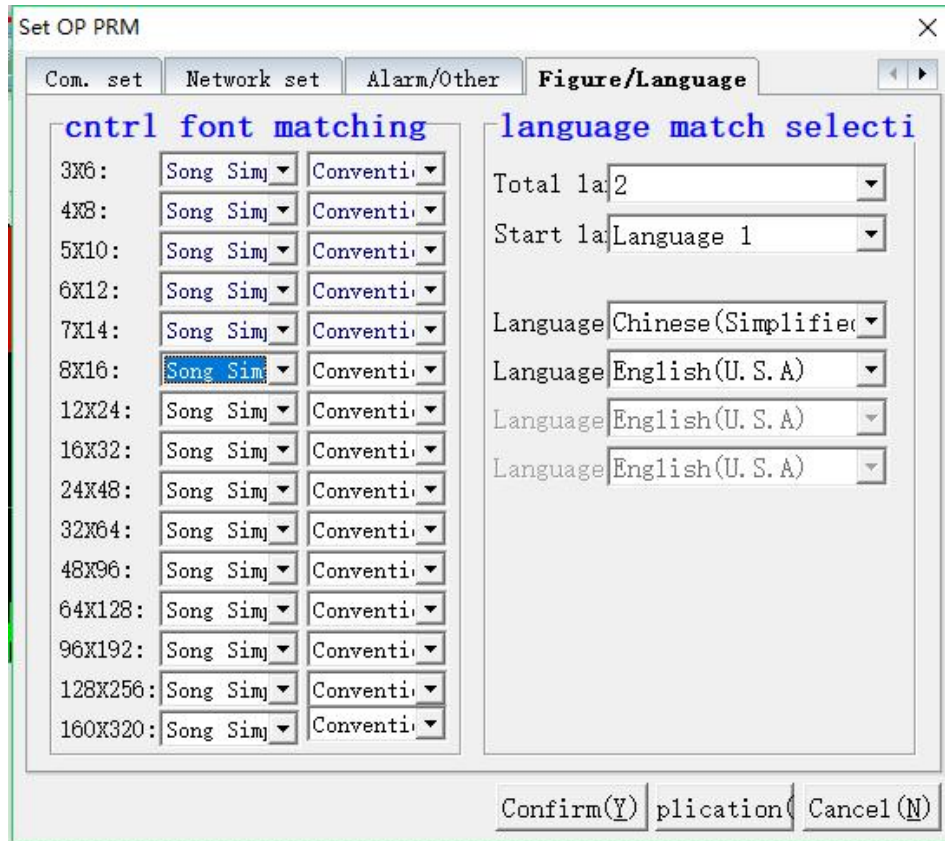 Set OP PRM
Com. set Network set Alarm/Other Figure/Language
cntrl font matching
3X6: Song Sim Conventi
4X8: Song Sim Conventi
5X10: Song Sim Conventi
6X12: Song Sim Conventi
7X14: Song Sim Conventi
8X16: Song Sim Conventi
12X24: Song Sim Conventi
16X32: Song Sim Conventi
24X48: Song Sim Conventi
32X64: Song Sim Conventi
48X96: Song Sim Conventi
64X128: Song Sim Conventi
96X192: Song Sim Conventi
128X256: Song Sim Conventi
160X320: Song Sim Conventi
language match selecti
Total la 2
Start la Language 1
Language Chinese(Simplified
Language English(U.S.A)
Language English(U.S.A)
Language English(U.S.A)
Confirm(Y) plication( Cancel(N)